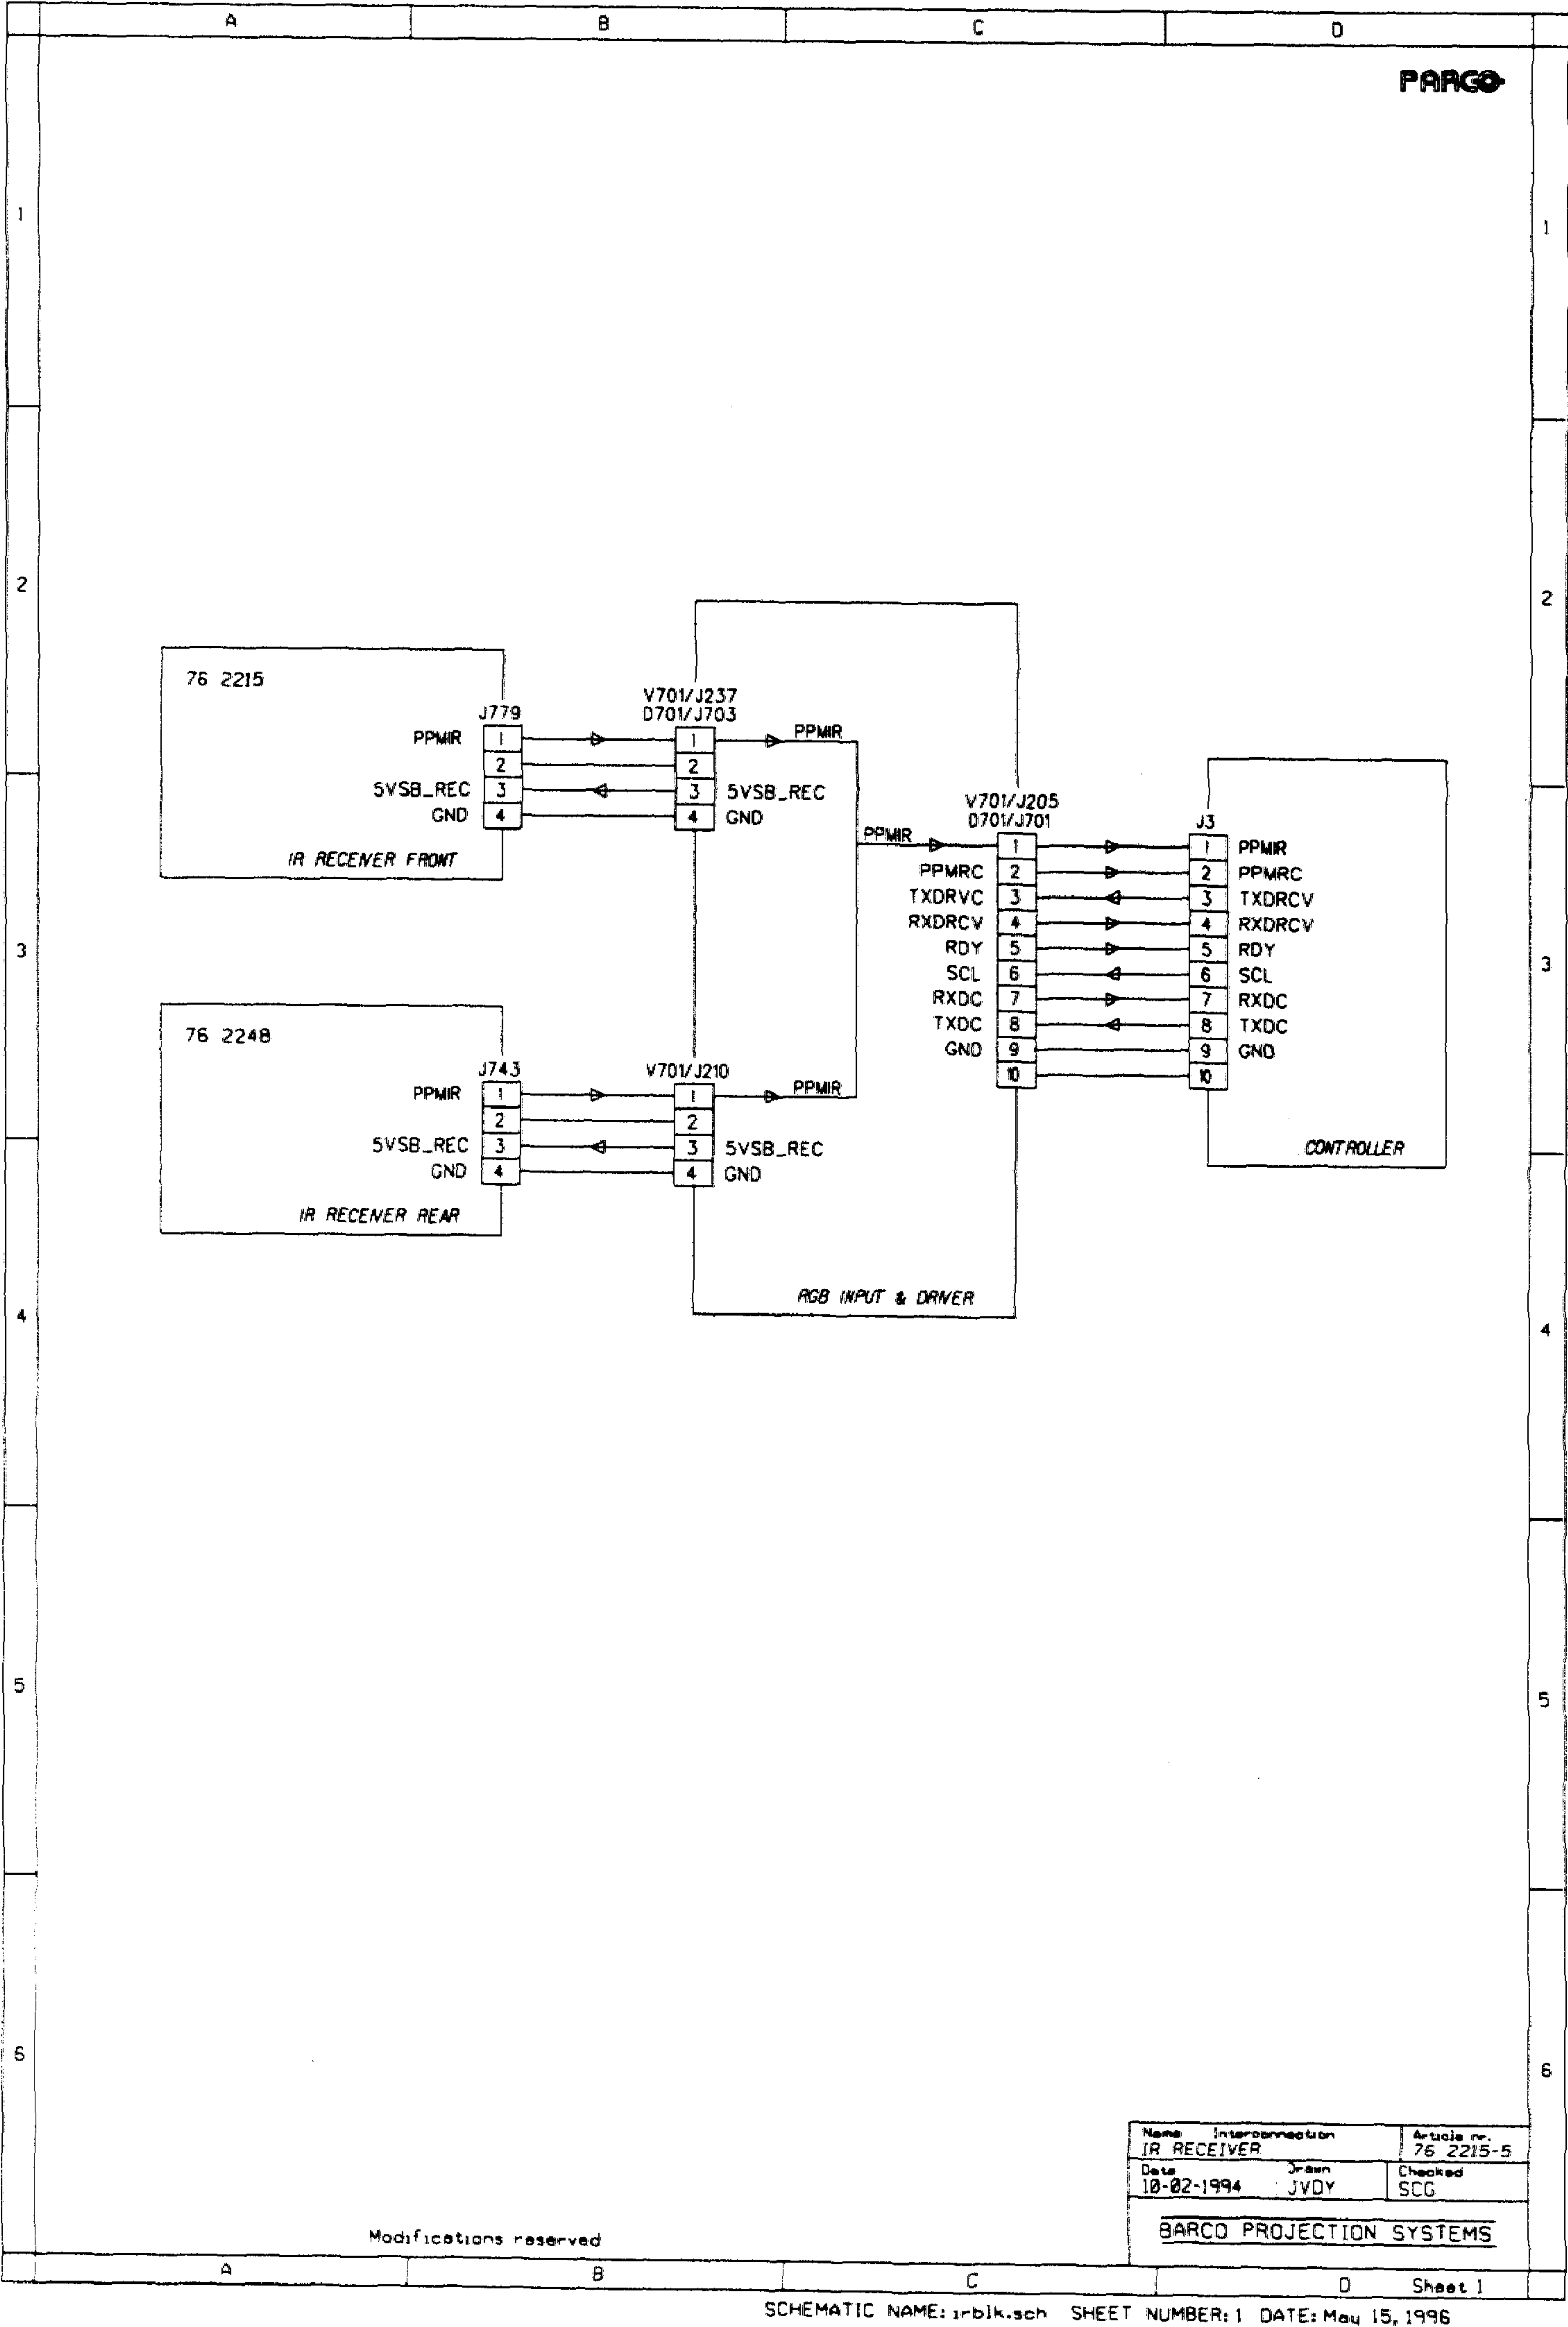 A B C D
BARCO
1 1
2 2
76 2215
V701/J237
J779 D701/J703
PPMIR 1 1 PPMIR
2 2
5VSB_REC 3 3 5VSB_REC
GND 4 4 GND
IR RECEIVER FRONT
V701/J205
D701/J701 J3
PPMIR 1 1 PPMIR
PPMRC 2 2 PPMRC
TXDRVC 3 3 TXDRCV
RXDRCV 4 4 RXDRCV
RDY 5 5 RDY
SCL 6 6 SCL
RXDC 7 7 RXDC
TXDC 8 8 TXDC
GND 9 9 GND
10 10
CONTROLLER
3 3
76 2248
J743 V701/J210
PPMIR 1 1 PPMIR
2 2
5VSB_REC 3 3 5VSB_REC
GND 4 4 GND
IR RECEIVER REAR
RGB INPUT & DRIVER
4 4
5 5
6 6
Name Interconnection Article nr.
IR RECEIVER 76 2215-5
Date Drawn Checked
10-02-1994 JVDY SCG
BARCO PROJECTION SYSTEMS
Modifications reserved
A B C D Sheet 1
SCHEMATIC NAME: irblk.sch SHEET NUMBER: 1 DATE: May 15, 1996